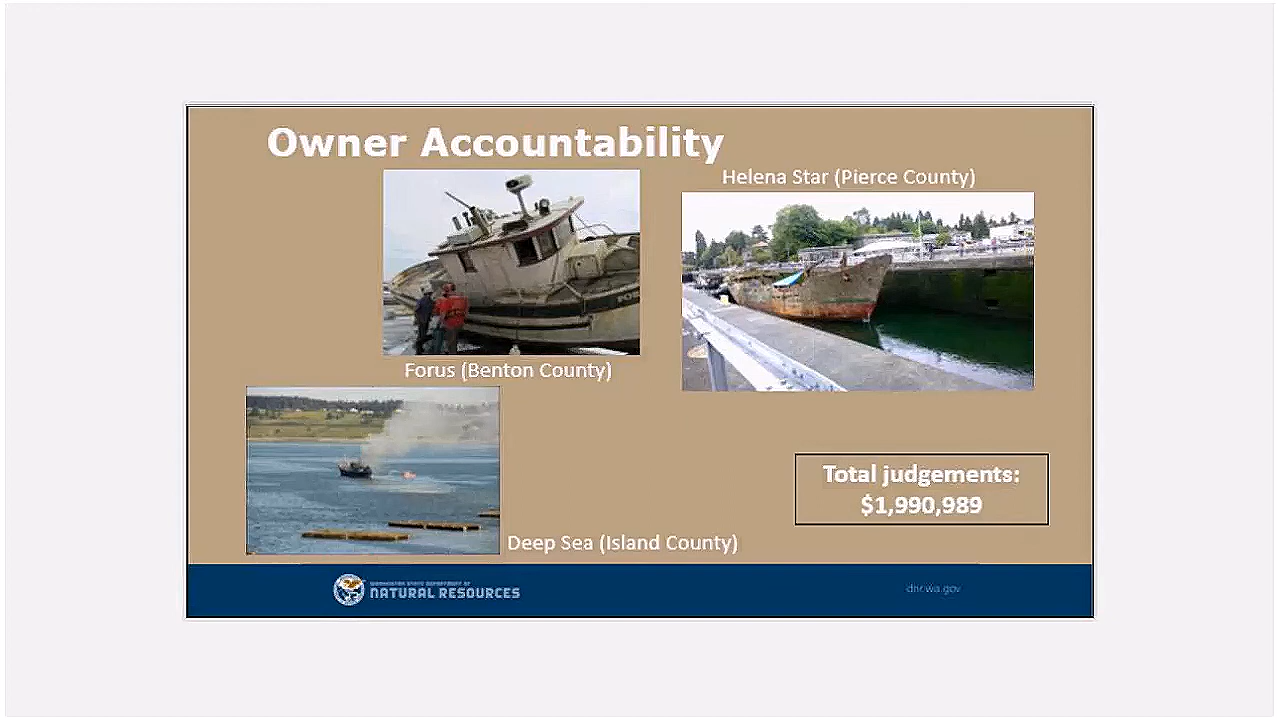 Owner Accountability
Helena Star (Pierce County)
Forus (Benton County)
Total judgements:
$1,990,989
Deep Sea (Island County)
WASHINGTON STATE DEPARTMENT OF
NATURAL RESOURCES
dnr.wa.gov